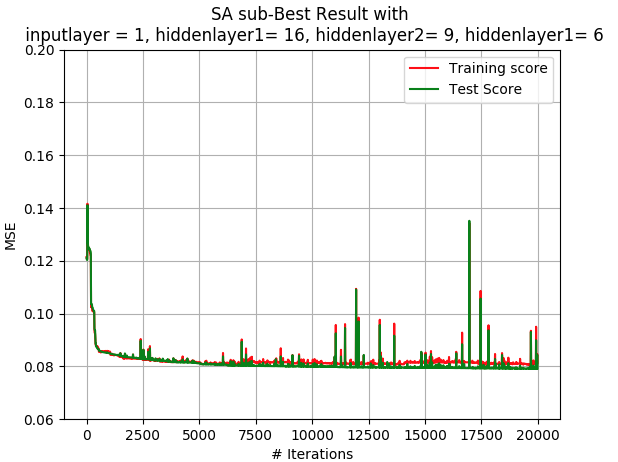 SA sub-Best Result with
inputlayer = 1, hiddenlayer1= 16, hiddenlayer2= 9, hiddenlayer1= 6
0.20
0.18
0.16
0.14
0.12
0.10
0.08
0.06
MSE
Training score
Test Score
0 2500 5000 7500 10000 12500 15000 17500 20000
# Iterations